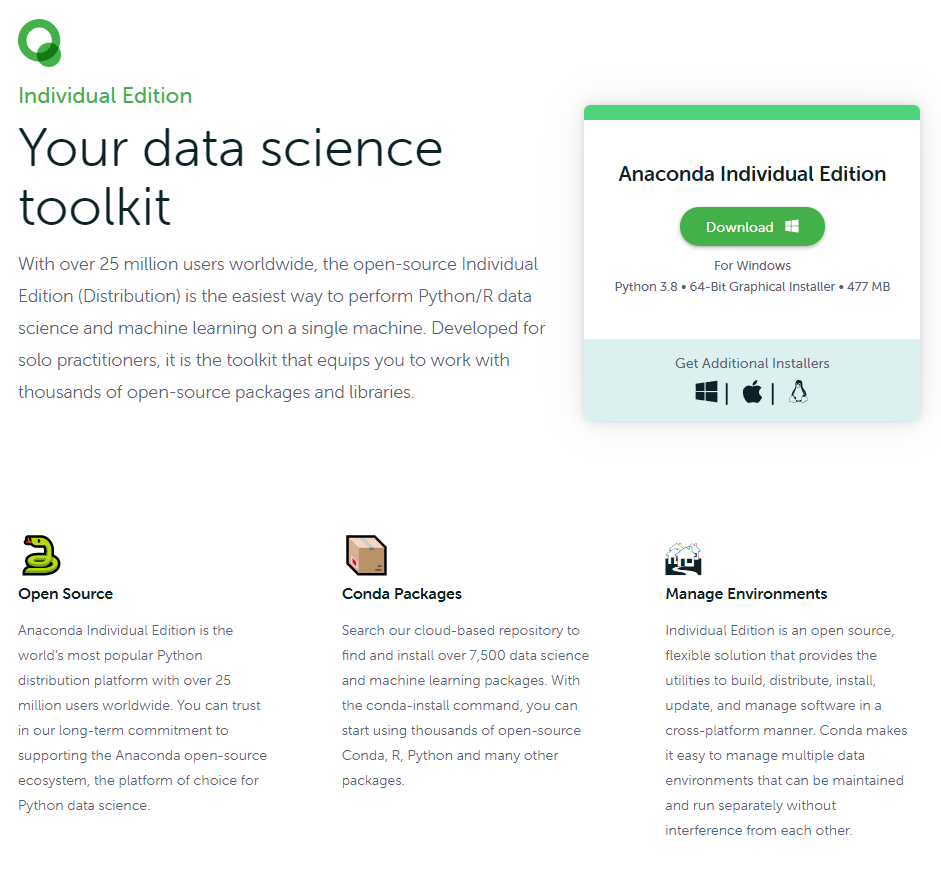 Individual Edition
Your data science
toolkit
With over 25 million users worldwide, the open-source Individual
Edition (Distribution) is the easiest way to perform Python/R data
science and machine learning on a single machine. Developed for
solo practitioners, it is the toolkit that equips you to work with
thousands of open-source packages and libraries.
Anaconda Individual Edition
Download
For Windows
Python 3.8 • 64-Bit Graphical Installer • 477 MB
Get Additional Installers
| |
Open Source
Anaconda Individual Edition is the
world's most popular Python
distribution platform with over 25
million users worldwide. You can trust
in our long-term commitment to
supporting the Anaconda open-source
ecosystem, the platform of choice for
Python data science.
Conda Packages
Search our cloud-based repository to
find and install over 7,500 data science
and machine learning packages. With
the conda-install command, you can
start using thousands of open-source
Conda, R, Python and many other
packages.
Manage Environments
Individual Edition is an open source,
flexible solution that provides the
utilities to build, distribute, install,
update, and manage software in a
cross-platform manner. Conda makes
it easy to manage multiple data
environments that can be maintained
and run separately without
interference from each other.